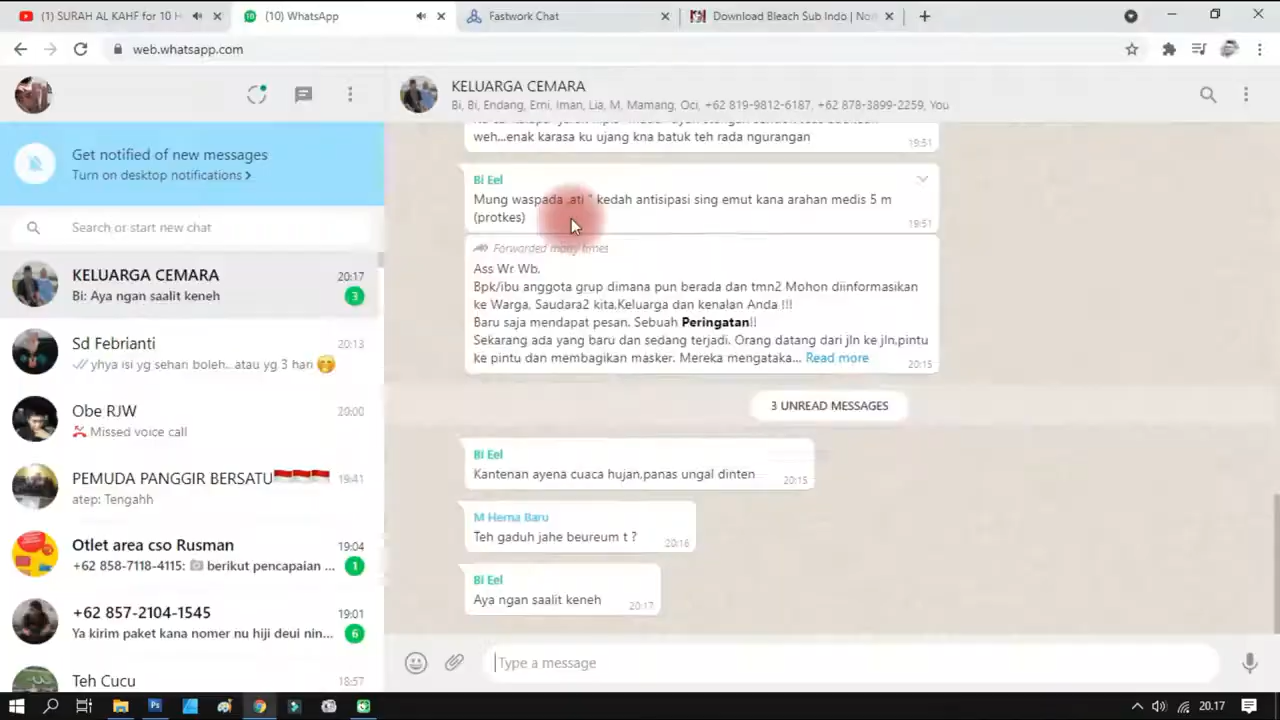 (1) SURAH AL KAHF for 10 H
(10) WhatsApp
Fastwork Chat
Download Bleach Sub Indo | Non
web.whatsapp.com
KELUARGA CEMARA
Bi, Bi, Endang, Erni, Iman, Lia, M, Mamang, Oci, +62 819-9812-6187, +62 878-3899-2259, You
Get notified of new messages
Turn on desktop notifications >
Search or start new chat
KELUARGA CEMARA 20:17
Bi: Aya ngan saalit keneh 3
Sd Febrianti 20:13
yhya isi yg sehari boleh...atau yg 3 hari
Obe RJW 20:00
Missed voice call
PEMUDA PANGGIR BERSATU 19:41
atep: Tengahh
Otlet area cso Rusman 19:04
+62 858-7118-4115: berikut pencapaian ... 1
+62 857-2104-1545 19:01
Ya kirim paket kana nomer nu hiji deui nin... 6
Teh Cucu 18:57
weh...enak karasa ku ujang kna batuk teh rada ngurangan
19:51
Bi Eel
Mung waspada .ati " kedah antisipasi sing emut kana arahan medis 5 m
(protkes) 19:51
Forwarded many times
Ass Wr Wb.
Bpk/ibu anggota grup dimana pun berada dan tmn2 Mohon diinformasikan
ke Warga, Saudara2 kita,Keluarga dan kenalan Anda !!!
Baru saja mendapat pesan. Sebuah Peringatan!!
Sekarang ada yang baru dan sedang terjadi. Orang datang dari jln ke jln,pintu
ke pintu dan membagikan masker. Mereka mengataka... Read more 20:15
3 UNREAD MESSAGES
Bi Eel
Kantenan ayena cuaca hujan,panas ungal dinten 20:15
M Herna Baru
Teh gaduh jahe beureum t ? 20:16
Bi Eel
Aya ngan saalit keneh 20:17
Type a message
20.17